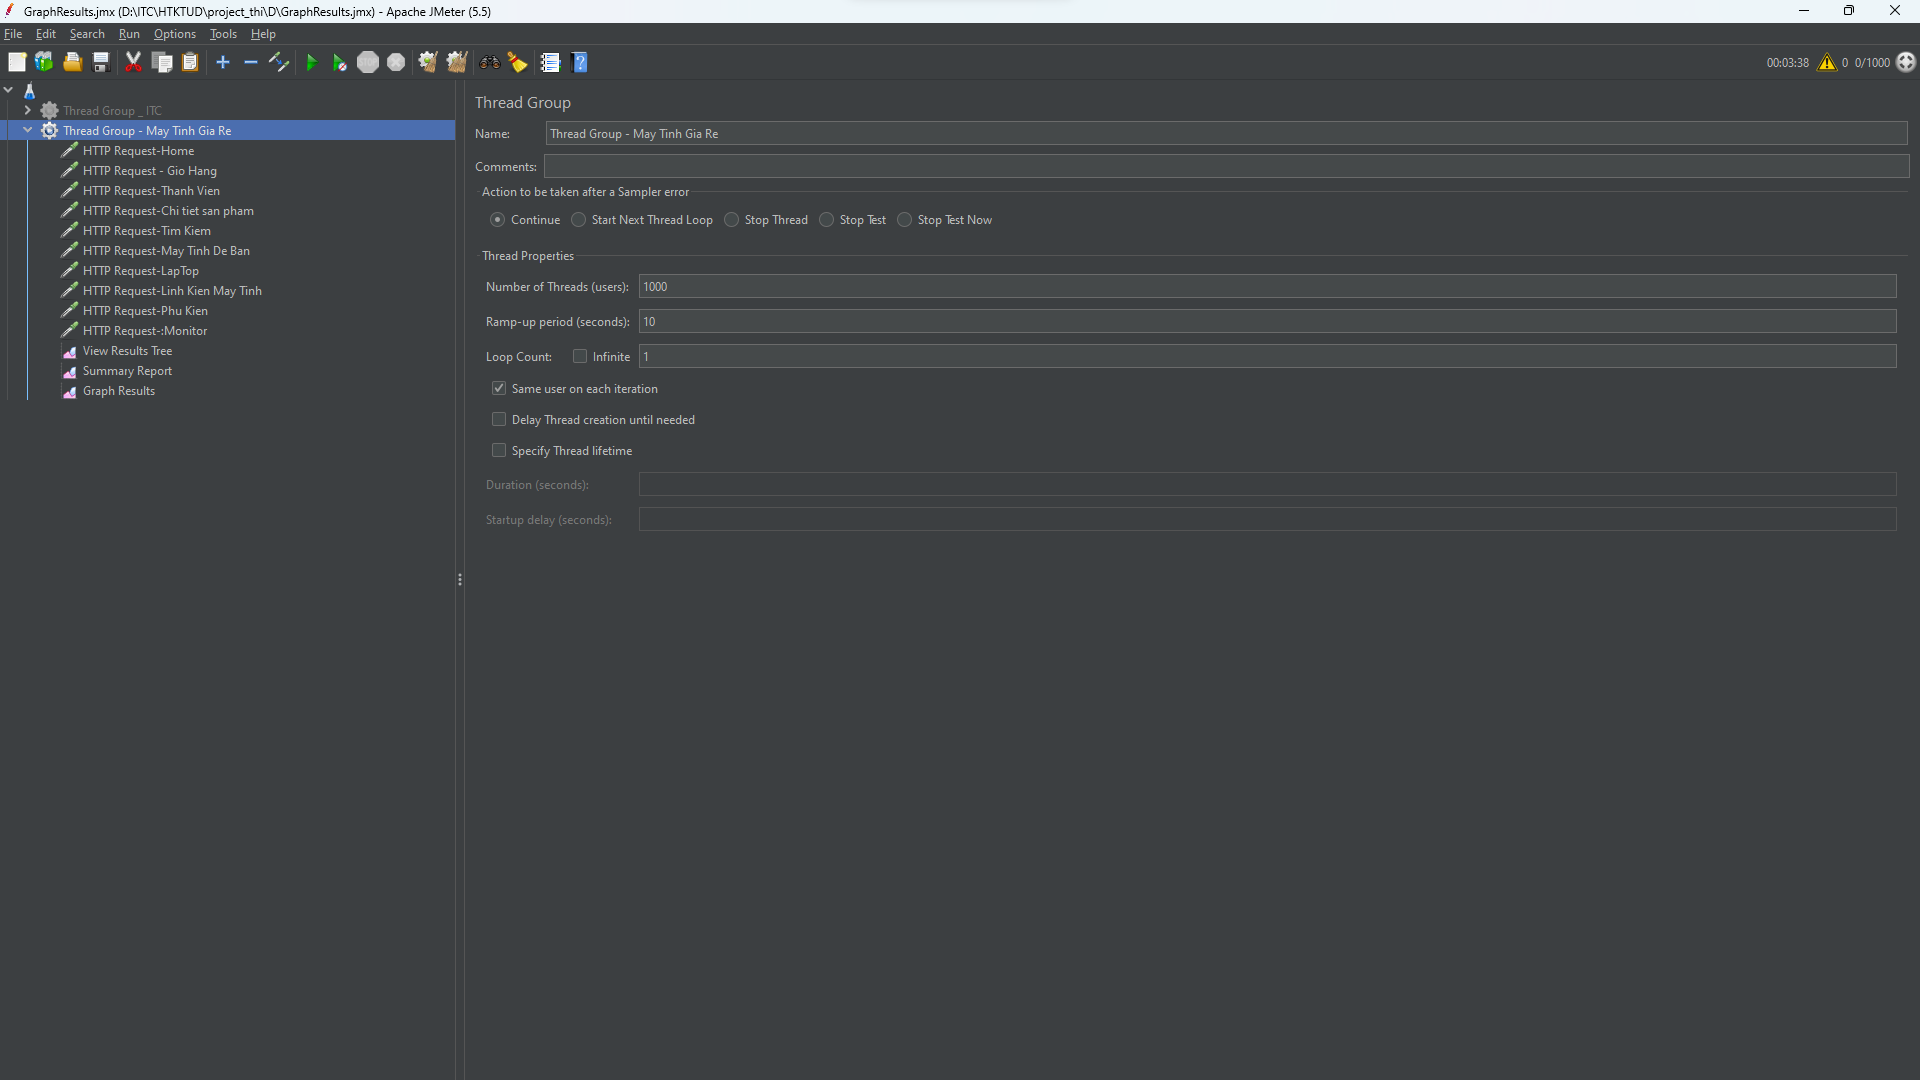 GraphResults.jmx (D:\ITC\HTKTUD\project_thi\D\GraphResults.jmx) - Apache JMeter (5.5)
File Edit Search Run Options Tools Help
STOP
00:03:38 0 0/1000
Thread Group _ ITC
Thread Group - May Tinh Gia Re
HTTP Request-Home
HTTP Request - Gio Hang
HTTP Request-Thanh Vien
HTTP Request-Chi tiet san pham
HTTP Request-Tim Kiem
HTTP Request-May Tinh De Ban
HTTP Request-LapTop
HTTP Request-Linh Kien May Tinh
HTTP Request-Phu Kien
HTTP Request-:Monitor
View Results Tree
Summary Report
Graph Results
Thread Group
Name: Thread Group - May Tinh Gia Re
Comments:
Action to be taken after a Sampler error
Continue Start Next Thread Loop Stop Thread Stop Test Stop Test Now
Thread Properties
Number of Threads (users): 1000
Ramp-up period (seconds): 10
Loop Count: Infinite 1
Same user on each iteration
Delay Thread creation until needed
Specify Thread lifetime
Duration (seconds):
Startup delay (seconds):